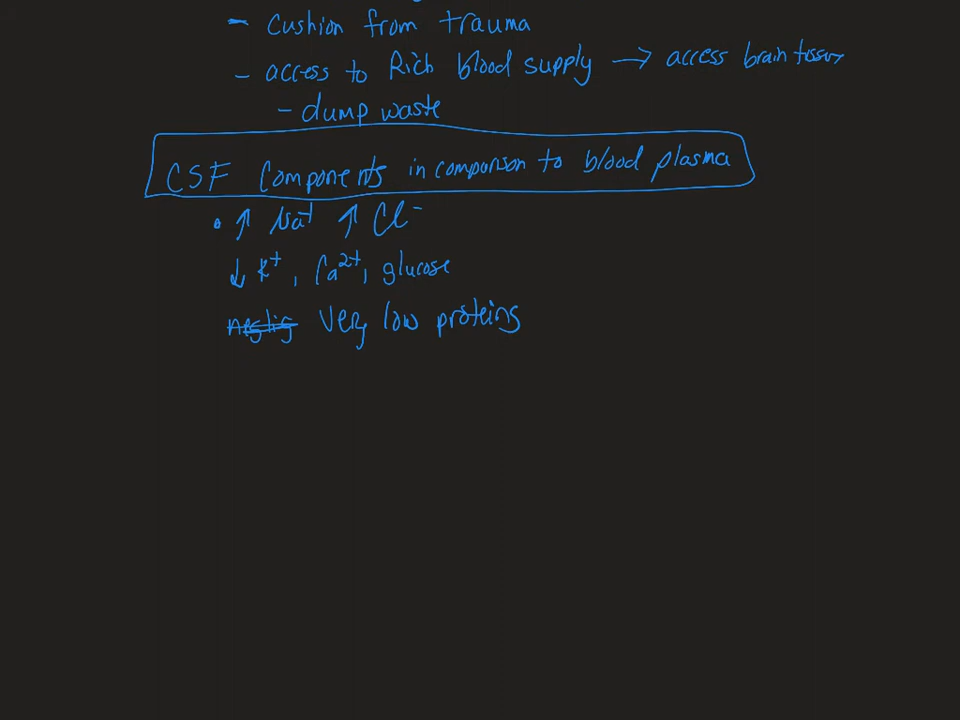 - Cushion from trauma
- access to Rich blood supply → access brain tissue
- dump waste
CSF Components in comparison to blood plasma
• ↑ Na+ ↑ Cl-
↓ K+, Ca2+, glucose
neglig Very low proteins